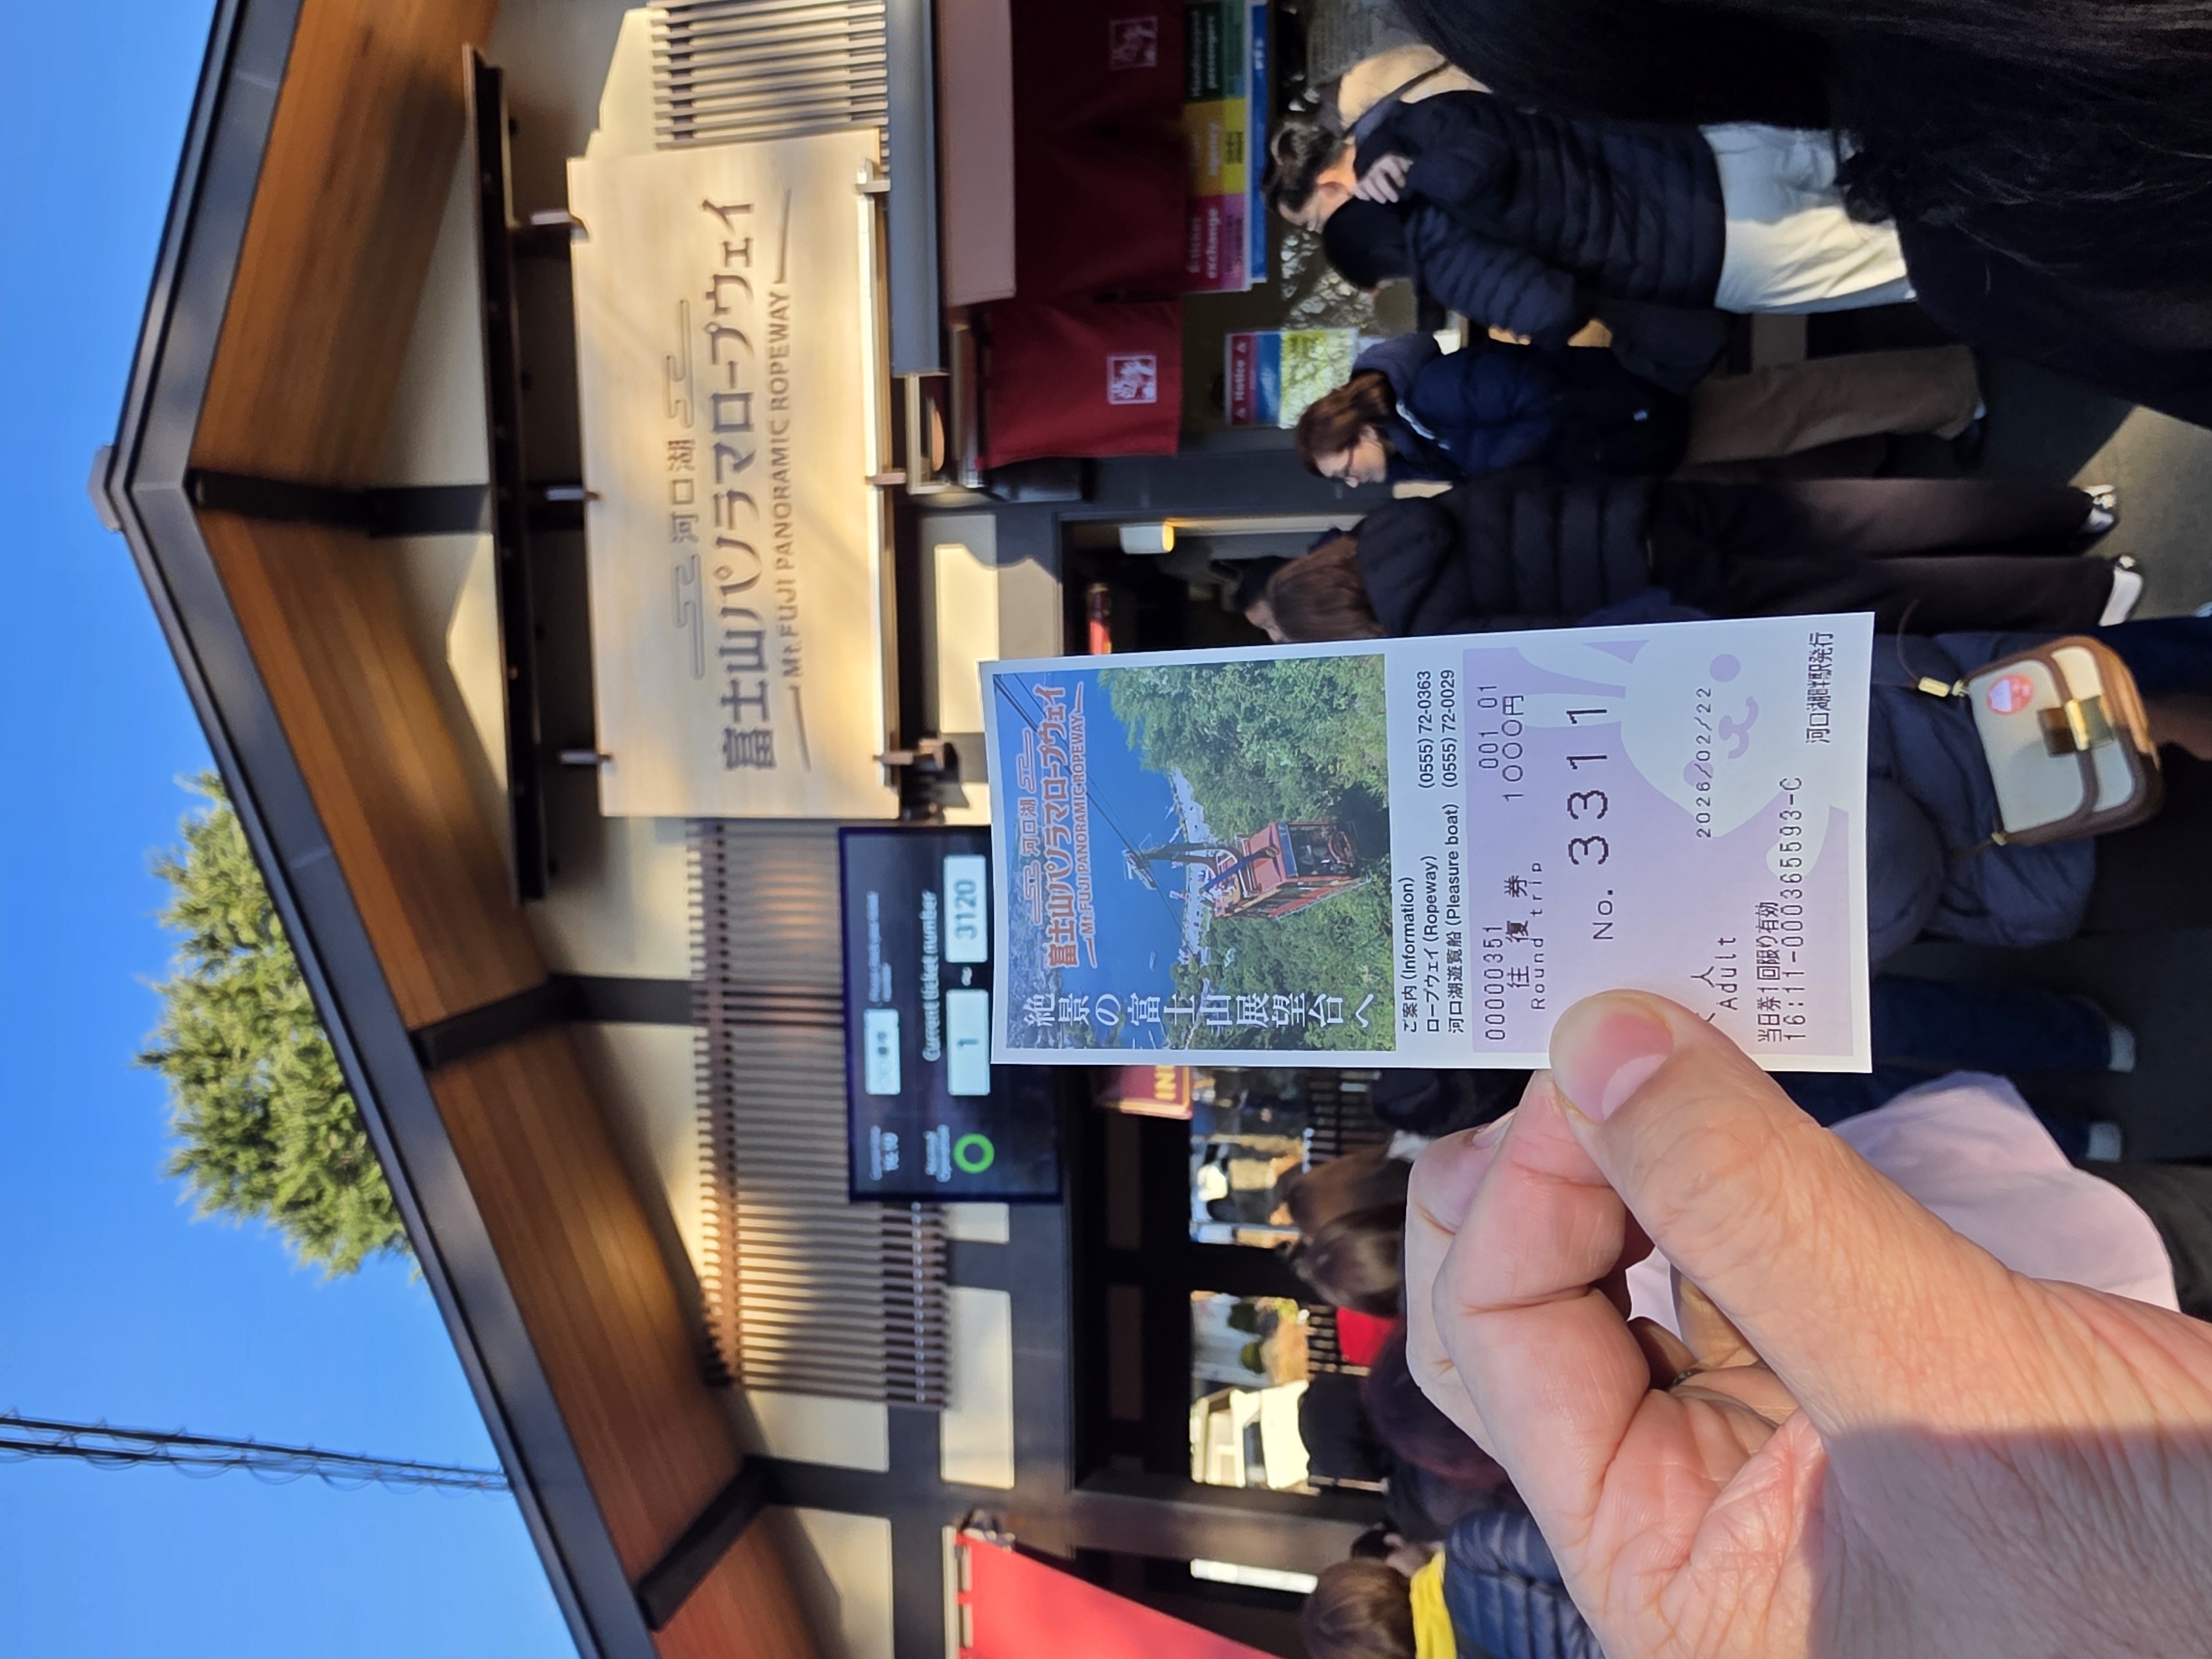 河口湖
富士山パノラマロープウェイ
Mt.FUJI PANORAMIC ROPEWAY
Current ticket number
1 ~ 3120
E-ticket
exchange
Notice
河口湖
富士山パノラマロープウェイ
Mt.FUJI PANORAMIC ROPEWAY
絶景の富士山展望台へ
ご案内 (Information)
ロープウェイ (Ropeway) (0555) 72-0363
河口湖遊覧船 (Pleasure boat) (0555) 72-0029
00000351 001 01
往 復 券 1000円
Round trip
No. 3311
人
Adult 2026/02/22
当日券1回限り有効
16:11-0003655593-C
河口湖畔駅発行